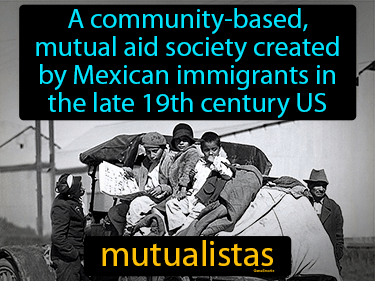 A community-based,
mutual aid society created
by Mexican immigrants in
the late 19th century US
mutualistas